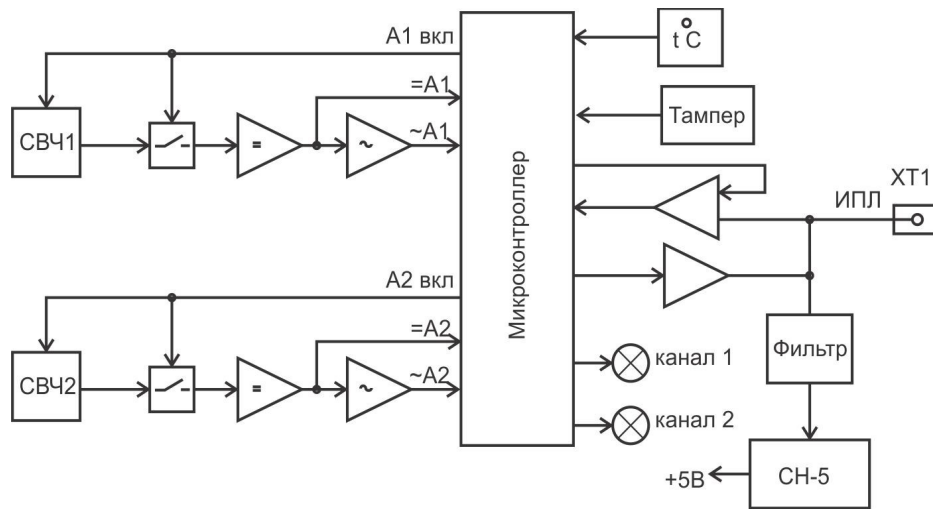 А1 вкл
=А1
~А1
СВЧ1
=
~
А2 вкл
=А2
~А2
СВЧ2
=
~
Микроконтроллер
t°C
Тампер
ИПЛ
ХТ1
Фильтр
канал 1
канал 2
СН-5
+5В